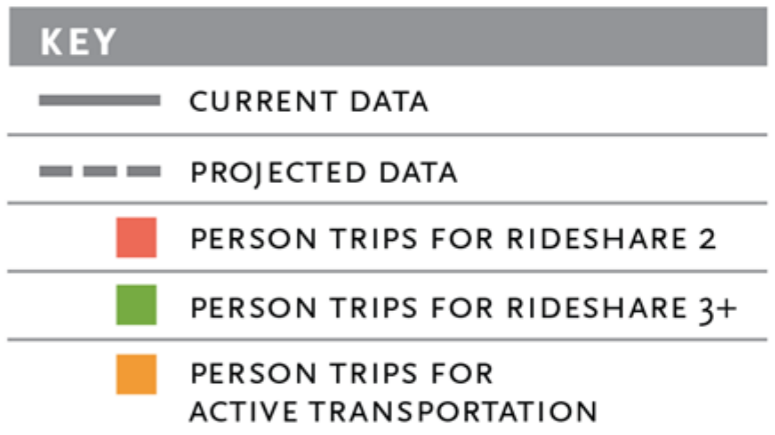 KEY
CURRENT DATA
PROJECTED DATA
PERSON TRIPS FOR RIDESHARE 2
PERSON TRIPS FOR RIDESHARE 3+
PERSON TRIPS FOR
ACTIVE TRANSPORTATION